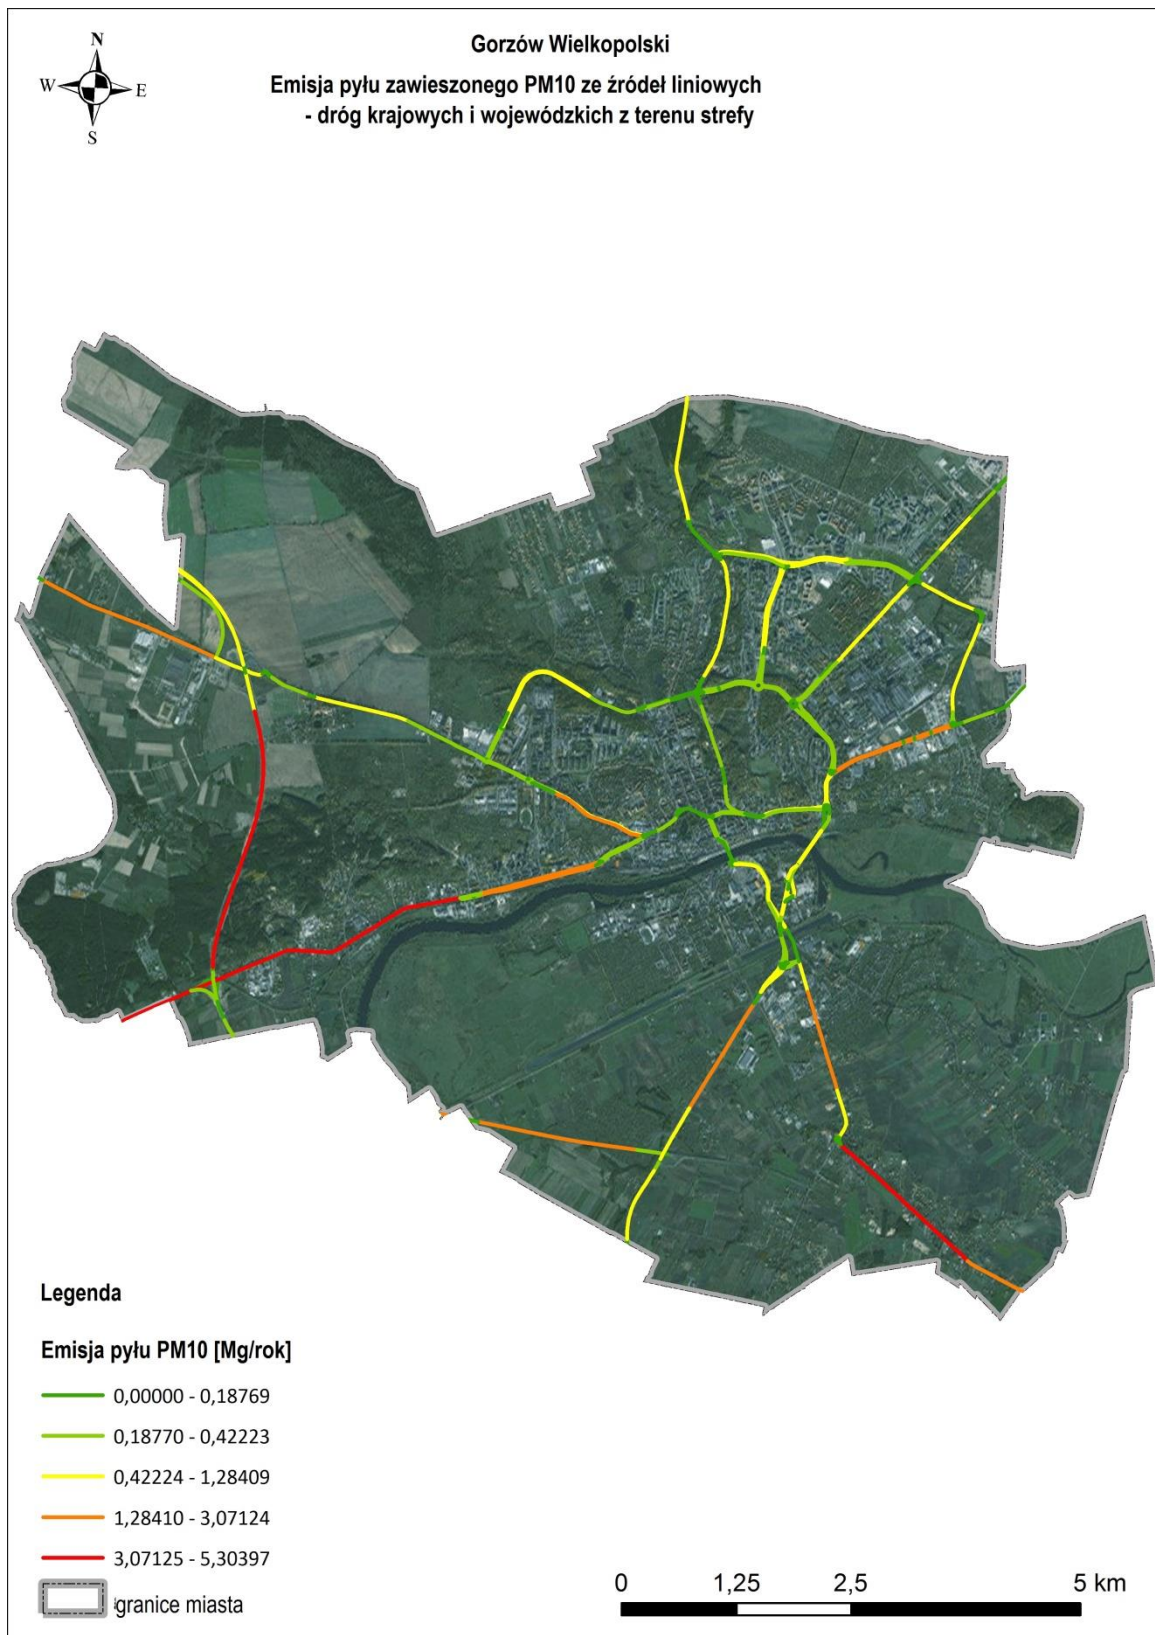 Gorzów Wielkopolski
N
Emisja pyłu zawieszonego PM10 ze źródeł liniowych
W E
- dróg krajowych i wojewódzkich z terenu strefy
S
Legenda
Emisja pyłu PM10 [Mg/rok]
0,00000 - 0,18769
0,18770 - 0,42223
0,42224 - 1,28409
1,28410 - 3,07124
3,07125 - 5,30397
granice miasta
0 1,25 2,5 5 km